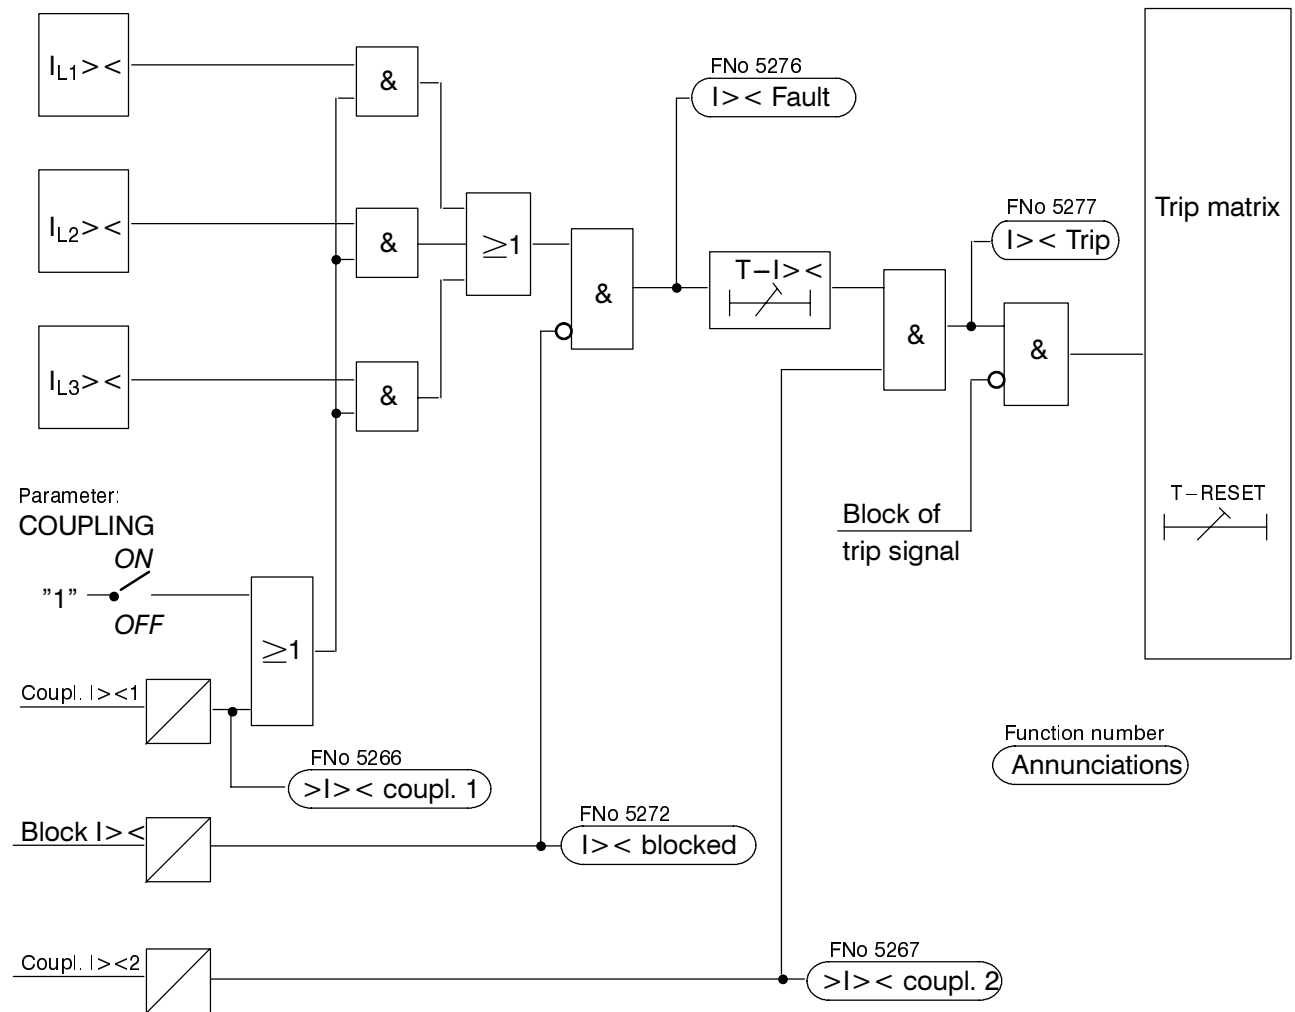 IL1><
&
FNo 5276
I>< Fault
IL2><
&
≥1
&
T–I><
&
FNo 5277
I>< Trip
&
Trip matrix
IL3><
&
Parameter:
COUPLING
ON
"1"
OFF
≥1
Block of
trip signal
T–RESET
Coupl. I><1
FNo 5266
>I>< coupl. 1
Function number
Annunciations
Block I><
FNo 5272
I>< blocked
Coupl. I><2
FNo 5267
>I>< coupl. 2